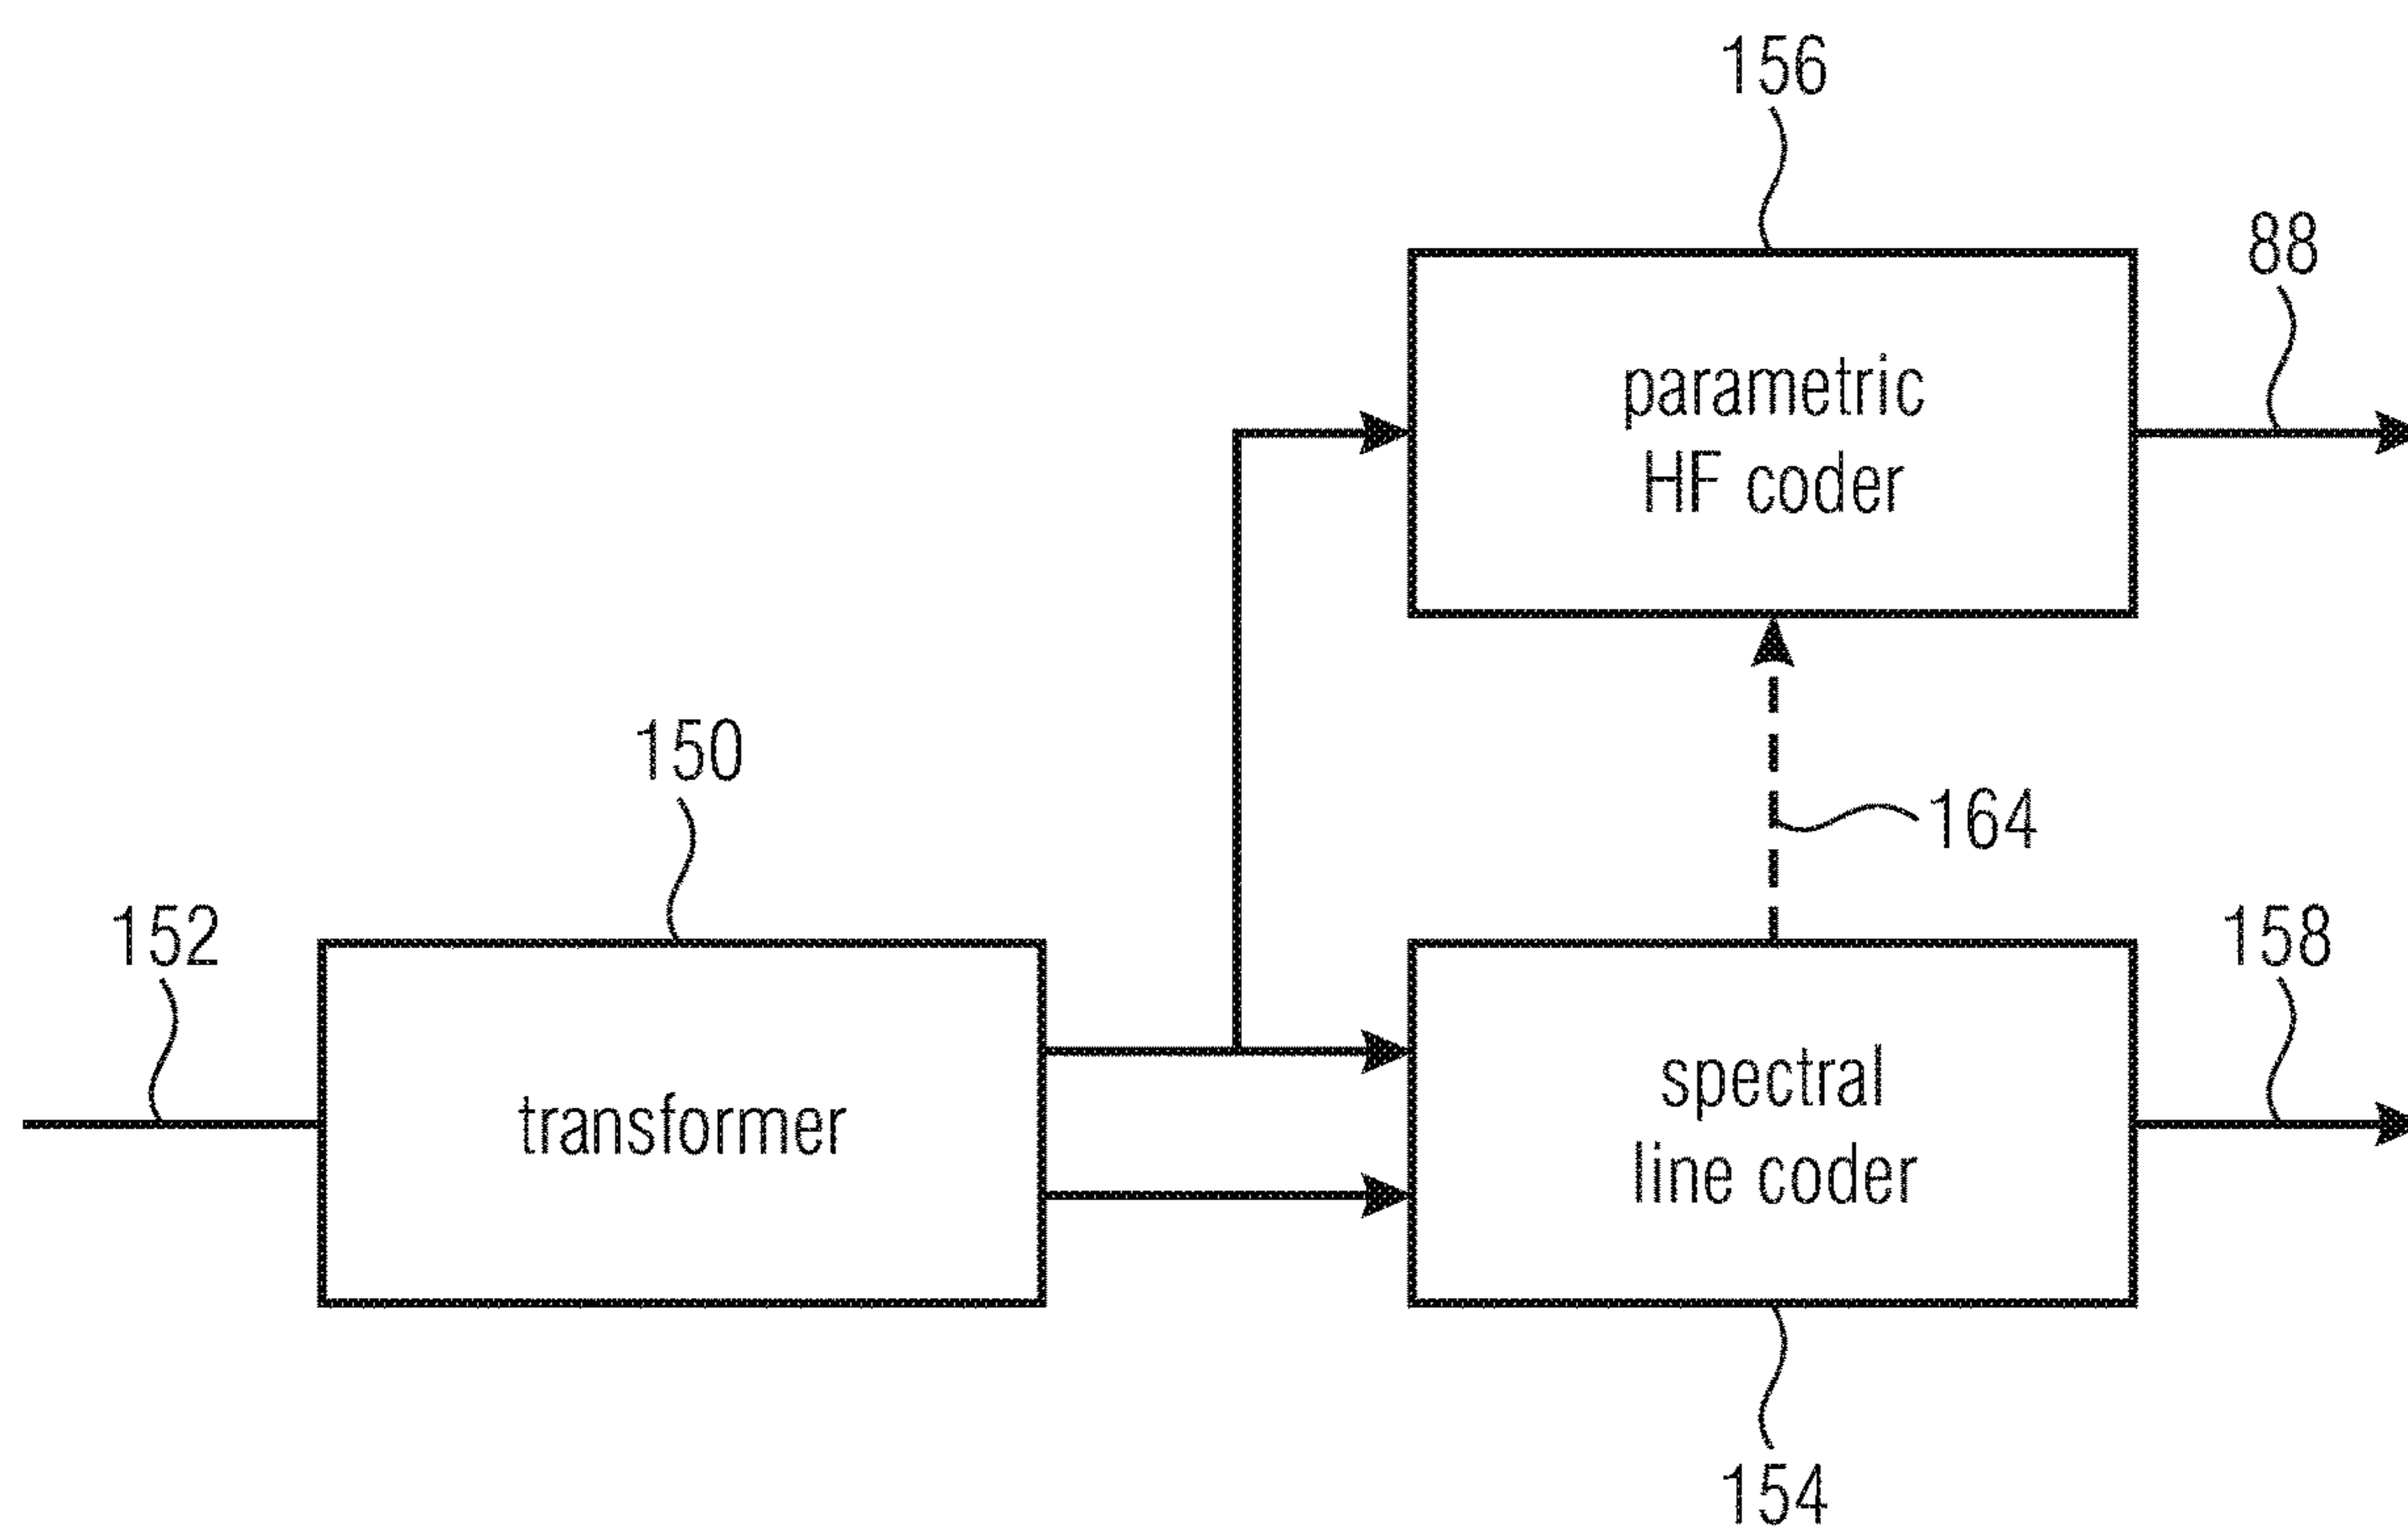 156
88
parametric
HF coder
150
164
152
158
transformer
spectral
line coder
154